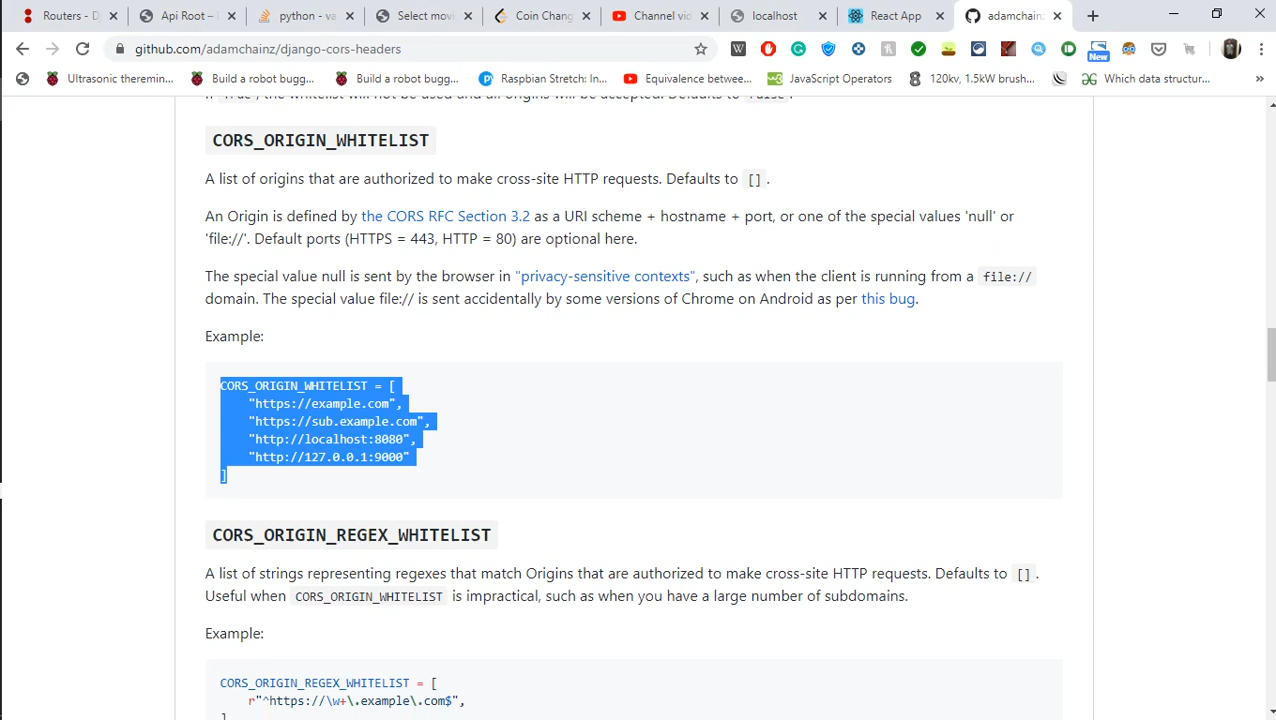 Routers - Dj
Api Root – 
python - va
Select movi
Coin Chang
Channel vid
localhost
React App
adamchainz
github.com/adamchainz/django-cors-headers
New
Ultrasonic theremin...
Build a robot bugg...
Build a robot bugg...
Raspbian Stretch: In...
Equivalence betwee...
JavaScript Operators
120kv, 1.5kW brush...
Which data structur...
If True, the whitelist will not be used and all origins will be accepted. Defaults to False.
CORS_ORIGIN_WHITELIST
A list of origins that are authorized to make cross-site HTTP requests. Defaults to [].
An Origin is defined by the CORS RFC Section 3.2 as a URI scheme + hostname + port, or one of the special values 'null' or
'file://'. Default ports (HTTPS = 443, HTTP = 80) are optional here.
The special value null is sent by the browser in "privacy-sensitive contexts", such as when the client is running from a file://
domain. The special value file:// is sent accidentally by some versions of Chrome on Android as per this bug.
Example:
CORS_ORIGIN_WHITELIST = [
"https://example.com",
"https://sub.example.com",
"http://localhost:8080",
"http://127.0.0.1:9000"
]
CORS_ORIGIN_REGEX_WHITELIST
A list of strings representing regexes that match Origins that are authorized to make cross-site HTTP requests. Defaults to [].
Useful when CORS_ORIGIN_WHITELIST is impractical, such as when you have a large number of subdomains.
Example:
CORS_ORIGIN_REGEX_WHITELIST = [
r"^https://\w+\.example\.com$",
]